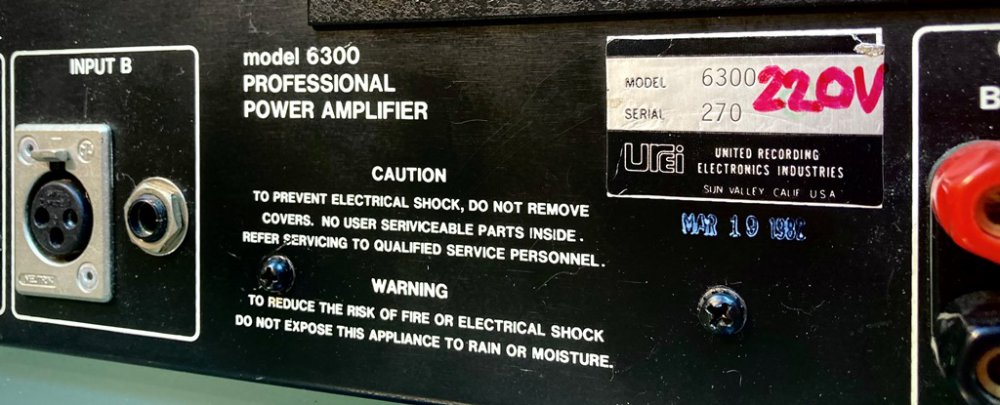 INPUT B
model 6300
PROFESSIONAL
POWER AMPLIFIER
CAUTION
TO PREVENT ELECTRICAL SHOCK, DO NOT REMOVE
COVERS. NO USER SERVICEABLE PARTS INSIDE.
REFER SERVICING TO QUALIFIED SERVICE PERSONNEL.
WARNING
TO REDUCE THE RISK OF FIRE OR ELECTRICAL SHOCK
DO NOT EXPOSE THIS APPLIANCE TO RAIN OR MOISTURE.
MODEL 6300 220V
SERIAL 270
UREi UNITED RECORDING
ELECTRONICS INDUSTRIES
SUN VALLEY CALIF USA
MAR 19
B